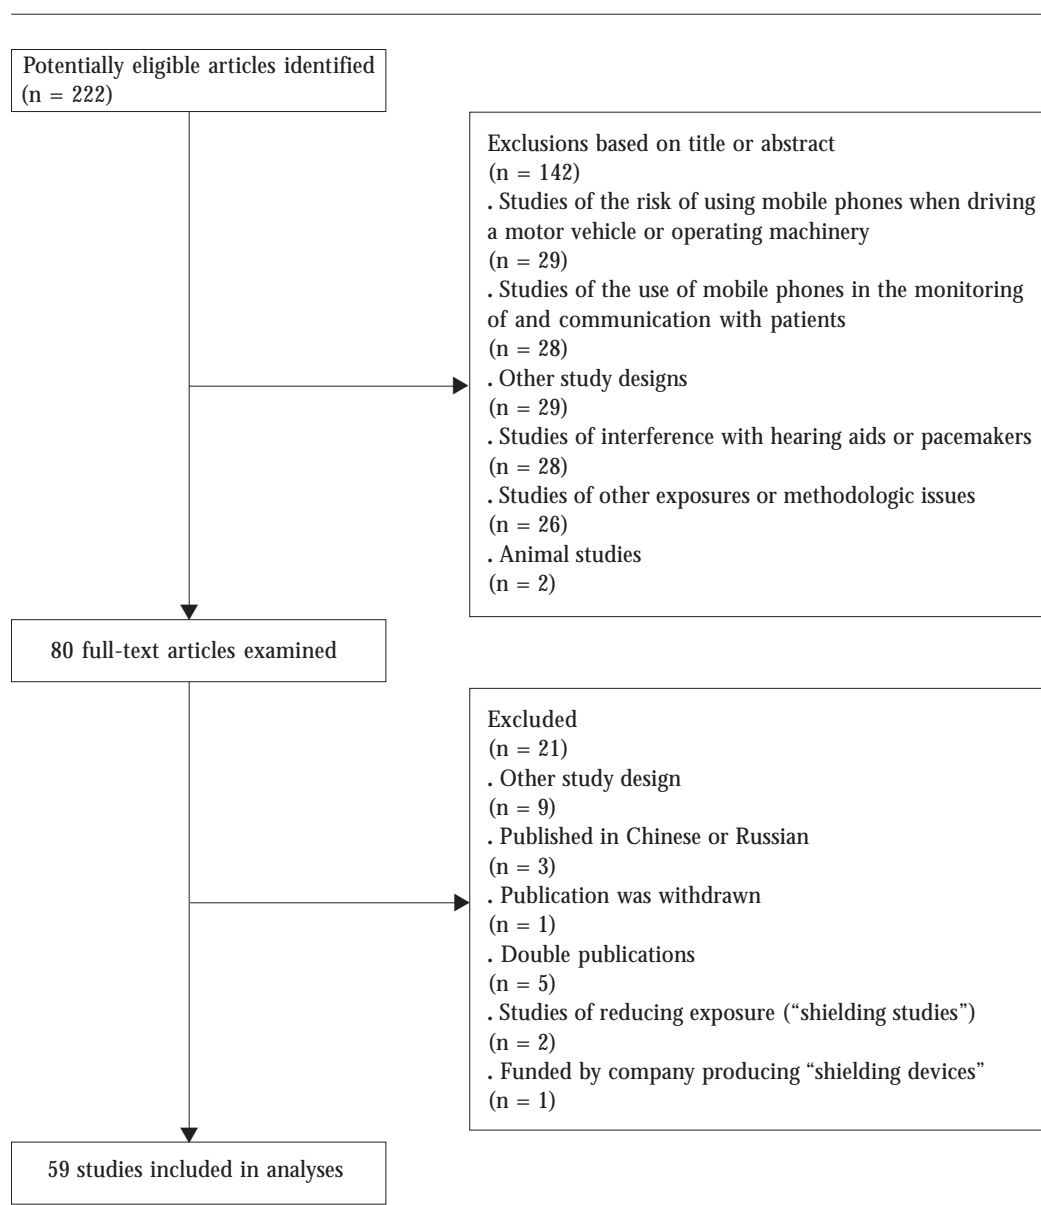 Potentially eligible articles identified
(n = 222)
Exclusions based on title or abstract
(n = 142)
. Studies of the risk of using mobile phones when driving
a motor vehicle or operating machinery
(n = 29)
. Studies of the use of mobile phones in the monitoring
of and communication with patients
(n = 28)
. Other study designs
(n = 29)
. Studies of interference with hearing aids or pacemakers
(n = 28)
. Studies of other exposures or methodologic issues
(n = 26)
. Animal studies
(n = 2)
80 full-text articles examined
Excluded
(n = 21)
. Other study design
(n = 9)
. Published in Chinese or Russian
(n = 3)
. Publication was withdrawn
(n = 1)
. Double publications
(n = 5)
. Studies of reducing exposure (“shielding studies”)
(n = 2)
. Funded by company producing “shielding devices”
(n = 1)
59 studies included in analyses